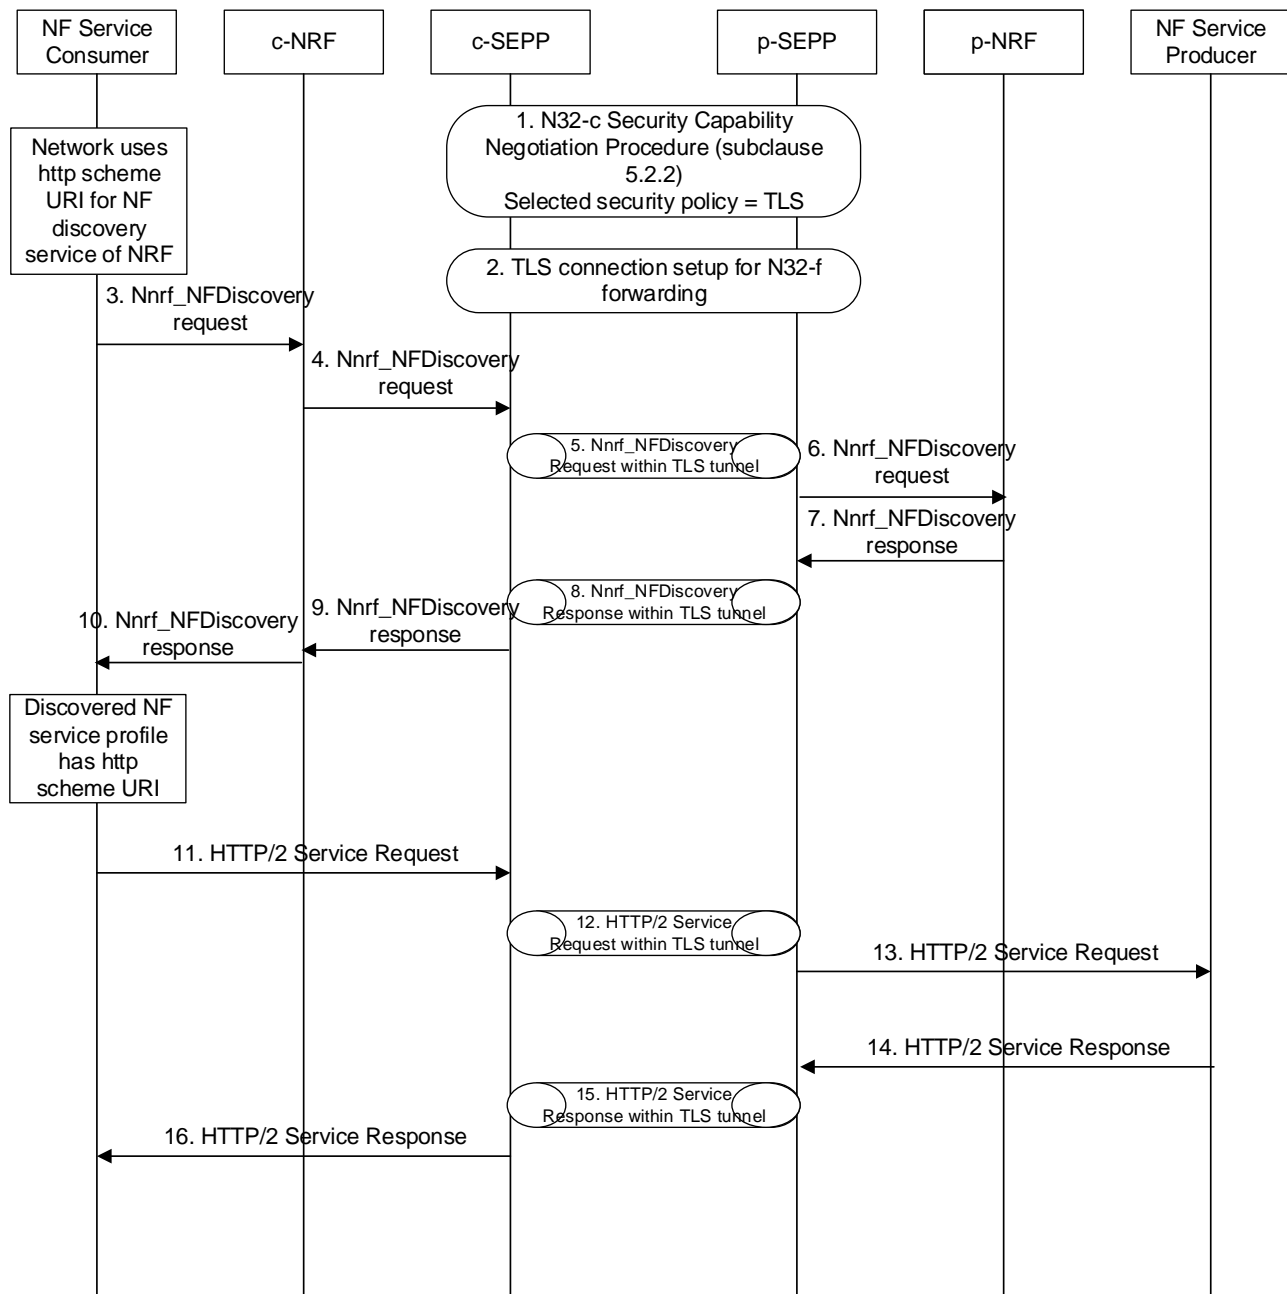 NF Service
Consumer
c-NRF
c-SEPP
p-SEPP
p-NRF
NF Service
Producer
1. N32-c Security Capability
Negotiation Procedure (subclause
5.2.2)
Selected security policy = TLS
Network uses
http scheme
URI for NF
discovery
service of NRF
2. TLS connection setup for N32-f
forwarding
3. Nnrf_NFDiscovery
request
4. Nnrf_NFDiscovery
request
5. Nnrf_NFDiscovery
Request within TLS tunnel
6. Nnrf_NFDiscovery
request
7. Nnrf_NFDiscovery
response
8. Nnrf_NFDiscovery
Response within TLS tunnel
9. Nnrf_NFDiscovery
response
10. Nnrf_NFDiscovery
response
Discovered NF
service profile
has http
scheme URI
11. HTTP/2 Service Request
12. HTTP/2 Service
Request within TLS tunnel
13. HTTP/2 Service Request
14. HTTP/2 Service Response
15. HTTP/2 Service
Response within TLS tunnel
16. HTTP/2 Service Response